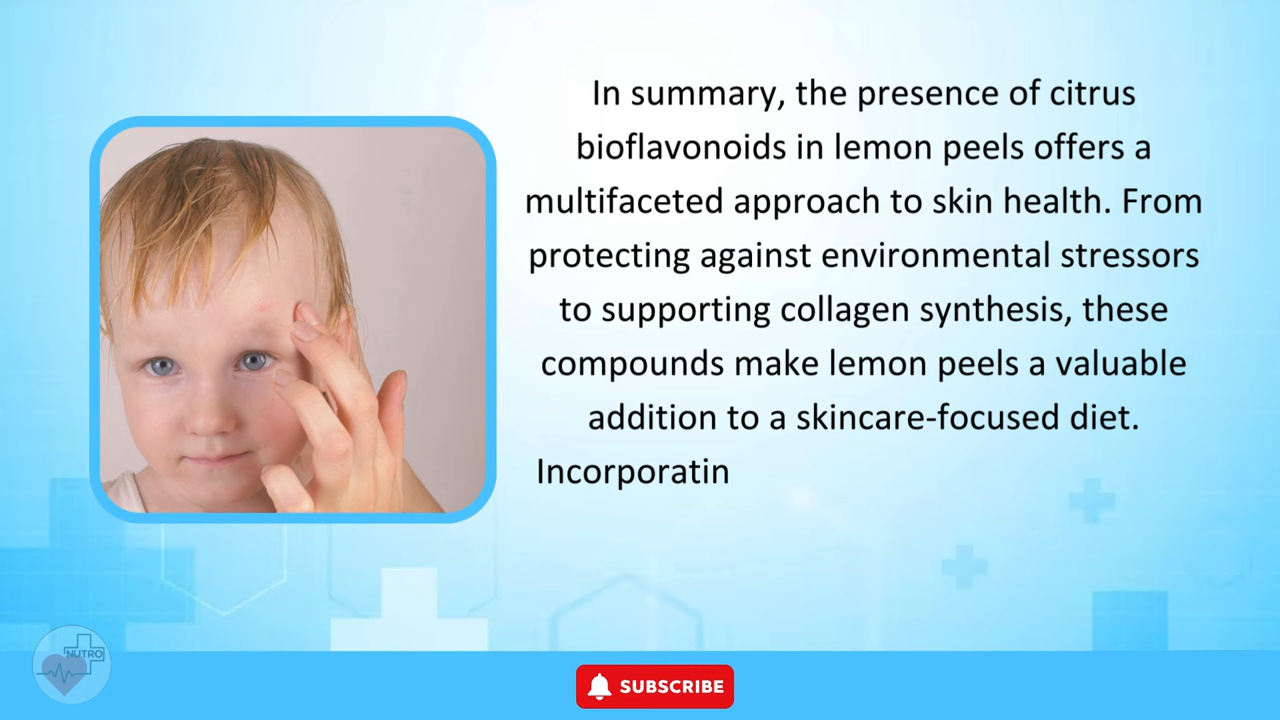 In summary, the presence of citrus
bioflavonoids in lemon peels offers a
multifaceted approach to skin health. From
protecting against environmental stressors
to supporting collagen synthesis, these
compounds make lemon peels a valuable
addition to a skincare-focused diet.
Incorporatin
NUTRO
SUBSCRIBE